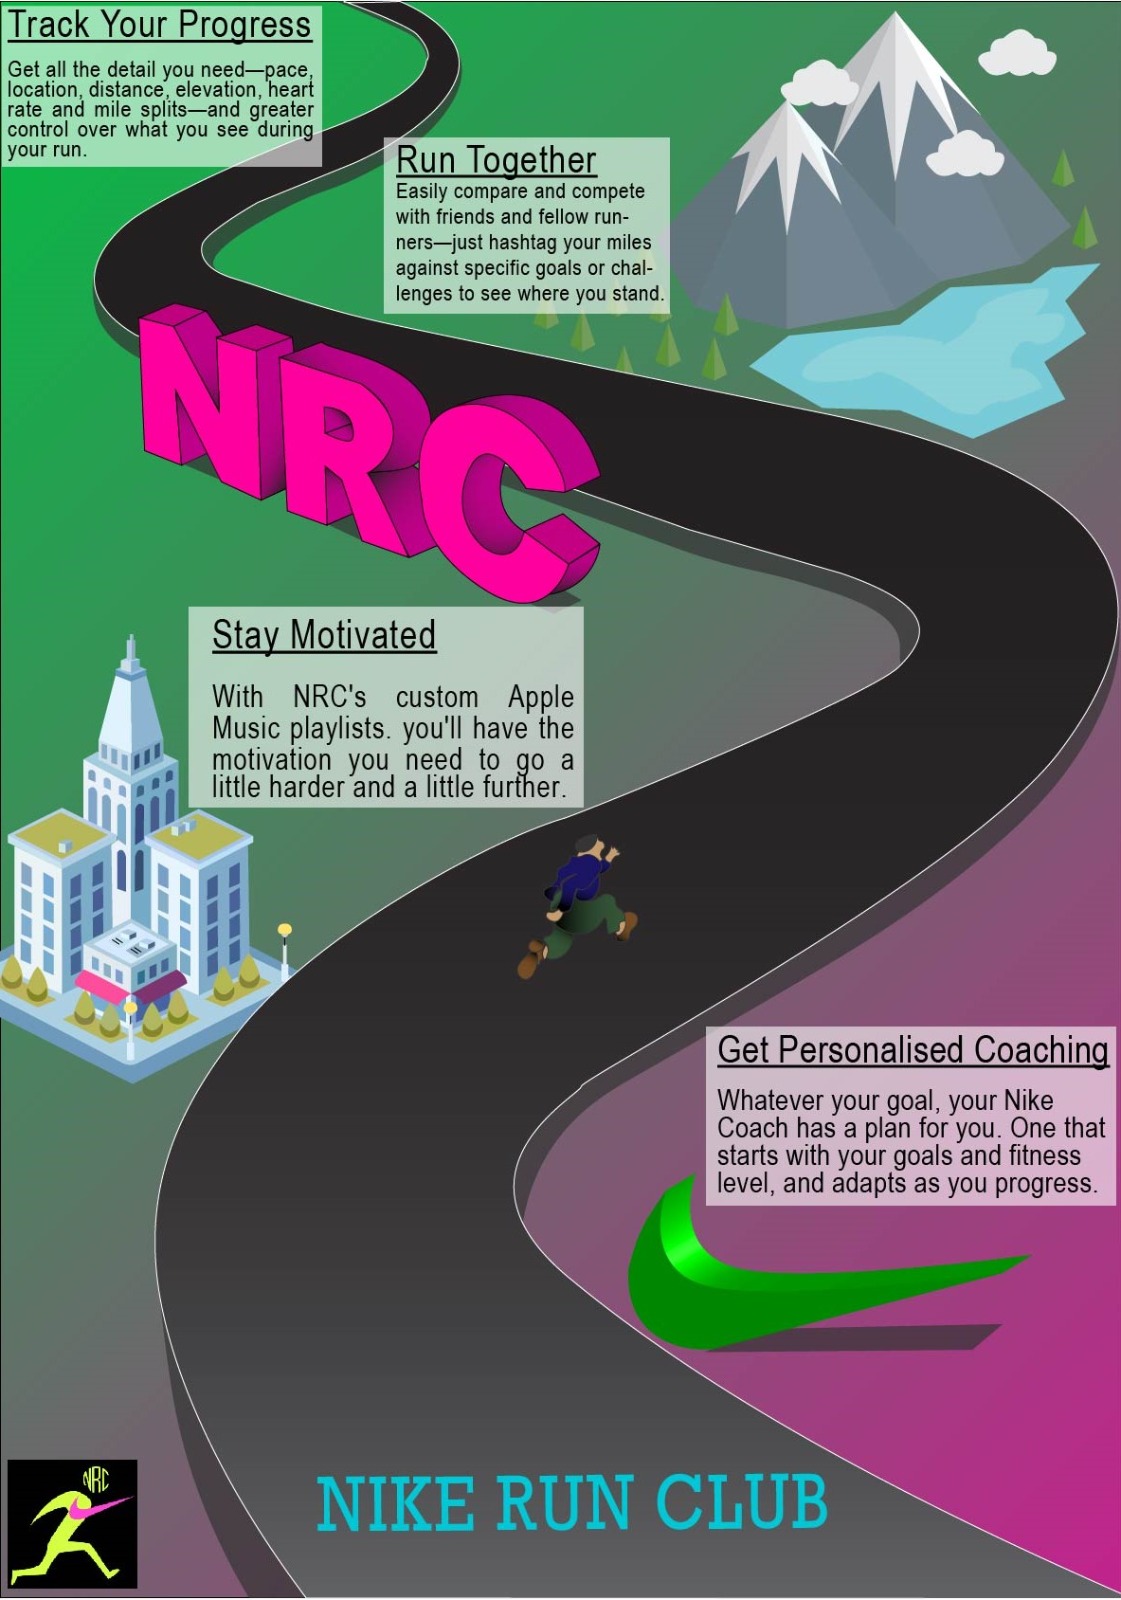 Track Your Progress
Get all the detail you need—pace,
location, distance, elevation, heart
rate and mile splits—and greater
control over what you see during
your run.
Run Together
Easily compare and compete
with friends and fellow run-
ners—just hashtag your miles
against specific goals or chal-
lenges to see where you stand.
NRC
Stay Motivated
With NRC's custom Apple
Music playlists. you'll have the
motivation you need to go a
little harder and a little further.
Get Personalised Coaching
Whatever your goal, your Nike
Coach has a plan for you. One that
starts with your goals and fitness
level, and adapts as you progress.
NRC
NIKE RUN CLUB